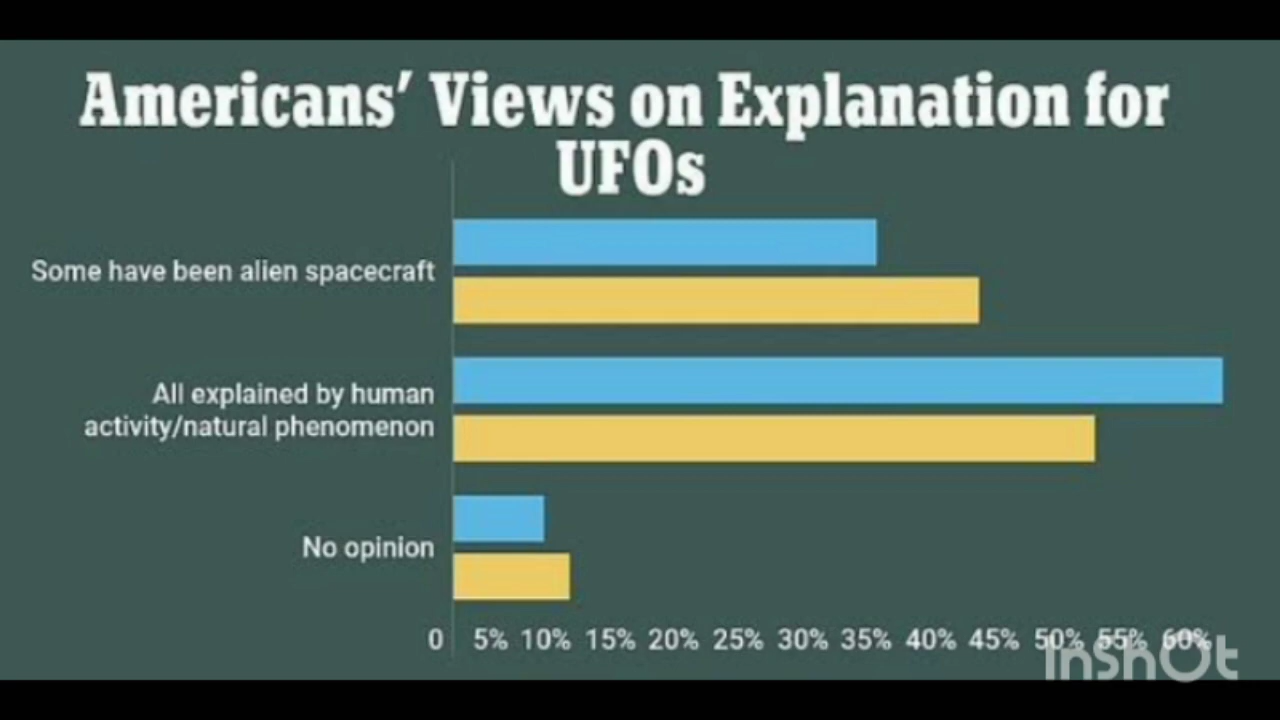 Americans' Views on Explanation for
UFOs
Some have been alien spacecraft
All explained by human
activity/natural phenomenon
No opinion
0 5% 10% 15% 20% 25% 30% 35% 40% 45% 50% 55% 60%
InShOt